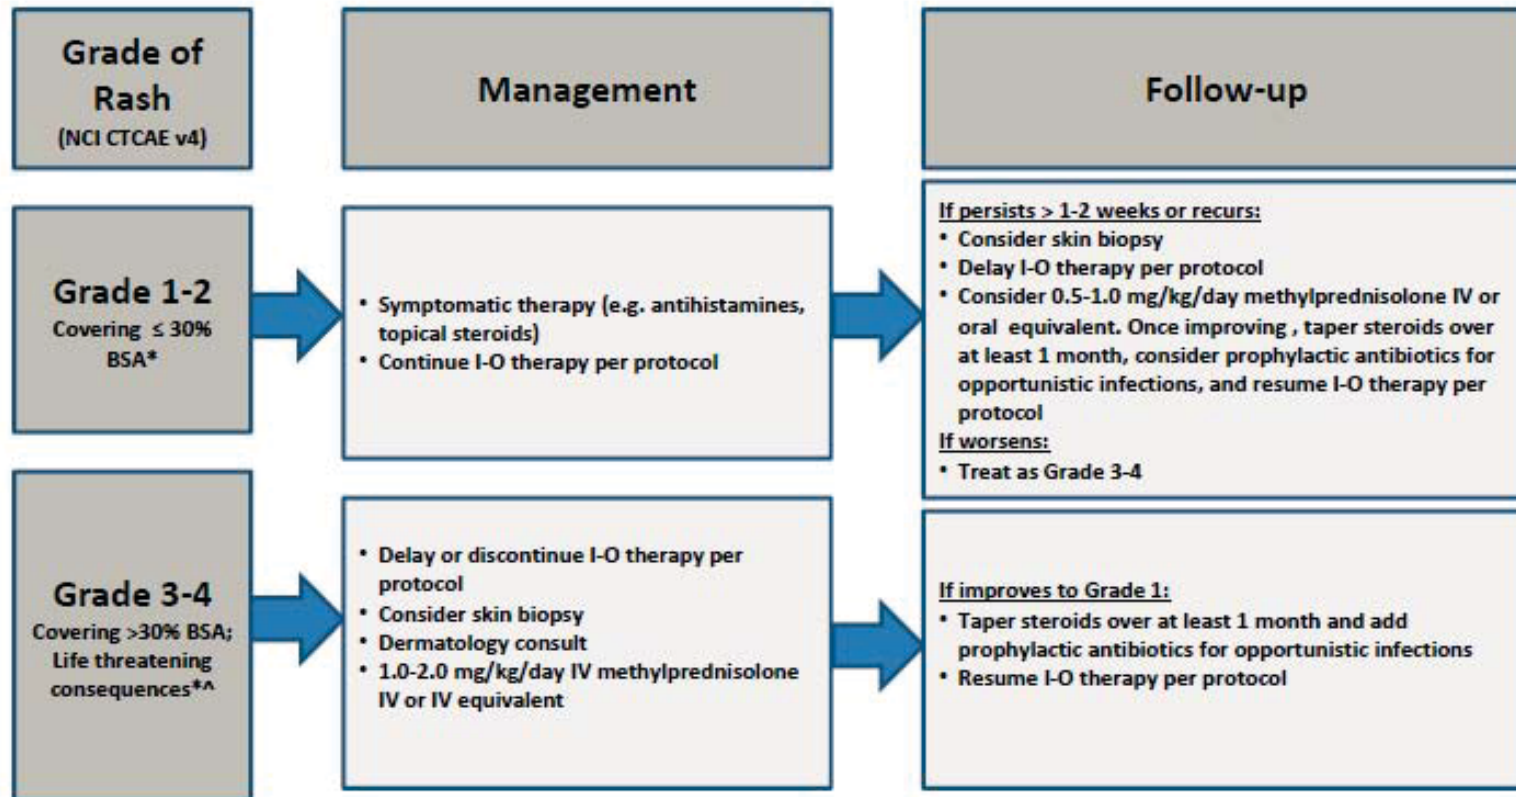 Grade of
Rash
(NCI CTCAE v4)
Management
Follow-up
Grade 1-2
Covering ≤ 30%
BSA*
• Symptomatic therapy (e.g. antihistamines,
topical steroids)
• Continue I-O therapy per protocol
If persists > 1-2 weeks or recurs:
• Consider skin biopsy
• Delay I-O therapy per protocol
• Consider 0.5-1.0 mg/kg/day methylprednisolone IV or
oral equivalent. Once improving , taper steroids over
at least 1 month, consider prophylactic antibiotics for
opportunistic infections, and resume I-O therapy per
protocol
If worsens:
• Treat as Grade 3-4
Grade 3-4
Covering >30% BSA;
Life threatening
consequences*^
• Delay or discontinue I-O therapy per
protocol
• Consider skin biopsy
• Dermatology consult
• 1.0-2.0 mg/kg/day IV methylprednisolone
IV or IV equivalent
If improves to Grade 1:
• Taper steroids over at least 1 month and add
prophylactic antibiotics for opportunistic infections
• Resume I-O therapy per protocol